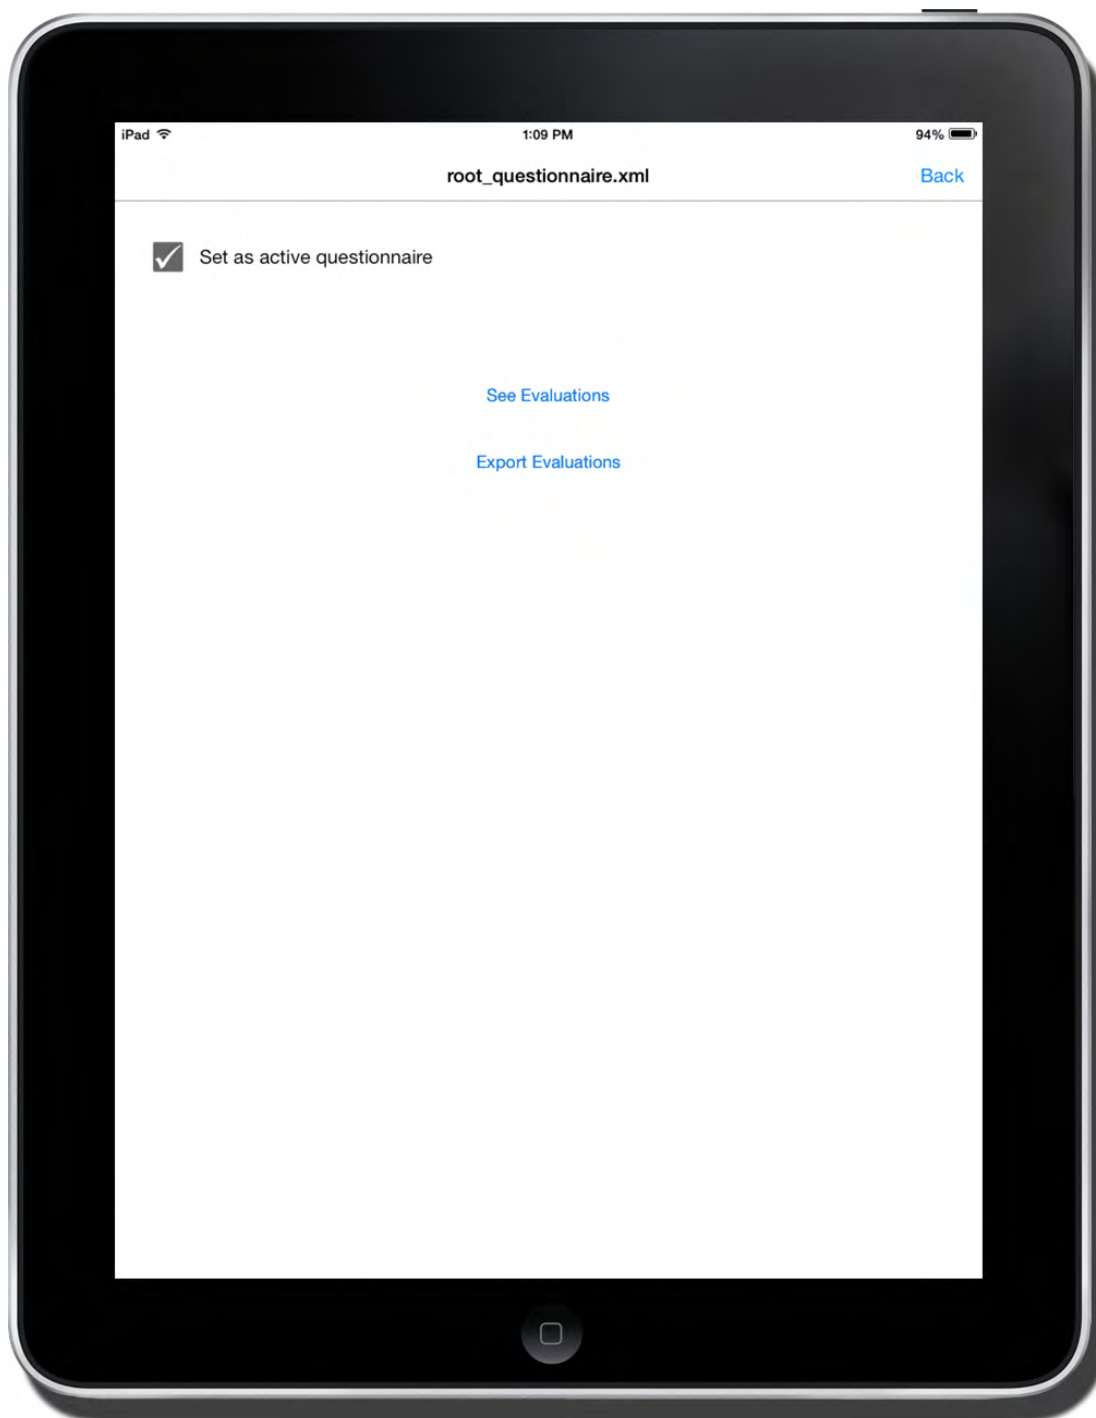 iPad 1:09 PM 94%
root_questionnaire.xml Back
Set as active questionnaire
See Evaluations
Export Evaluations